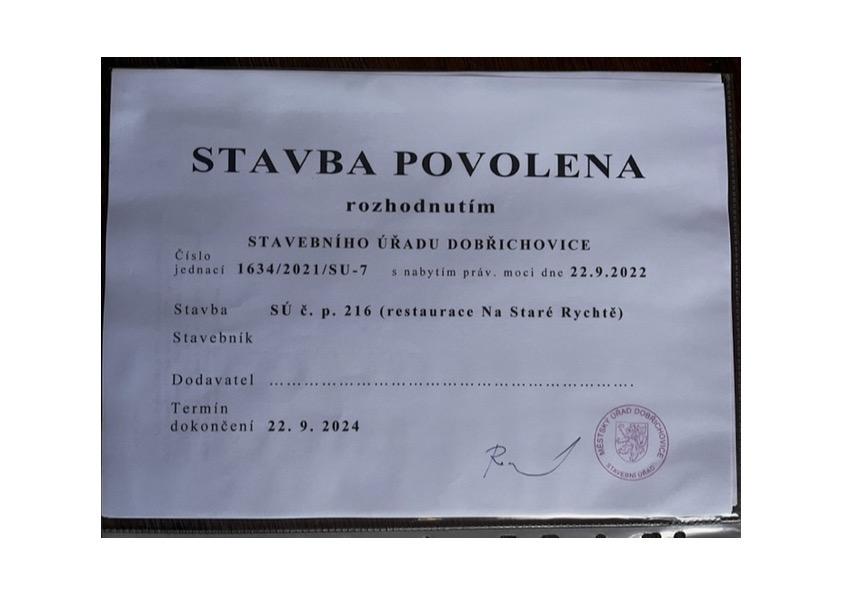 STAVBA POVOLENA
rozhodnutím
STAVEBNÍHO ÚŘADU DOBŘICHOVICE
Číslo
jednací 1634/2021/SU-7 s nabytím práv. moci dne 22.9.2022
Stavba SÚ č. p. 216 (restaurace Na Staré Rychtě)
Stavebník
Dodavatel ……………………………………………………….
Termín
dokončení 22. 9. 2024
MĚSTSKÝ ÚŘAD DOBŘICHOVICE
STAVEBNÍ ÚŘAD